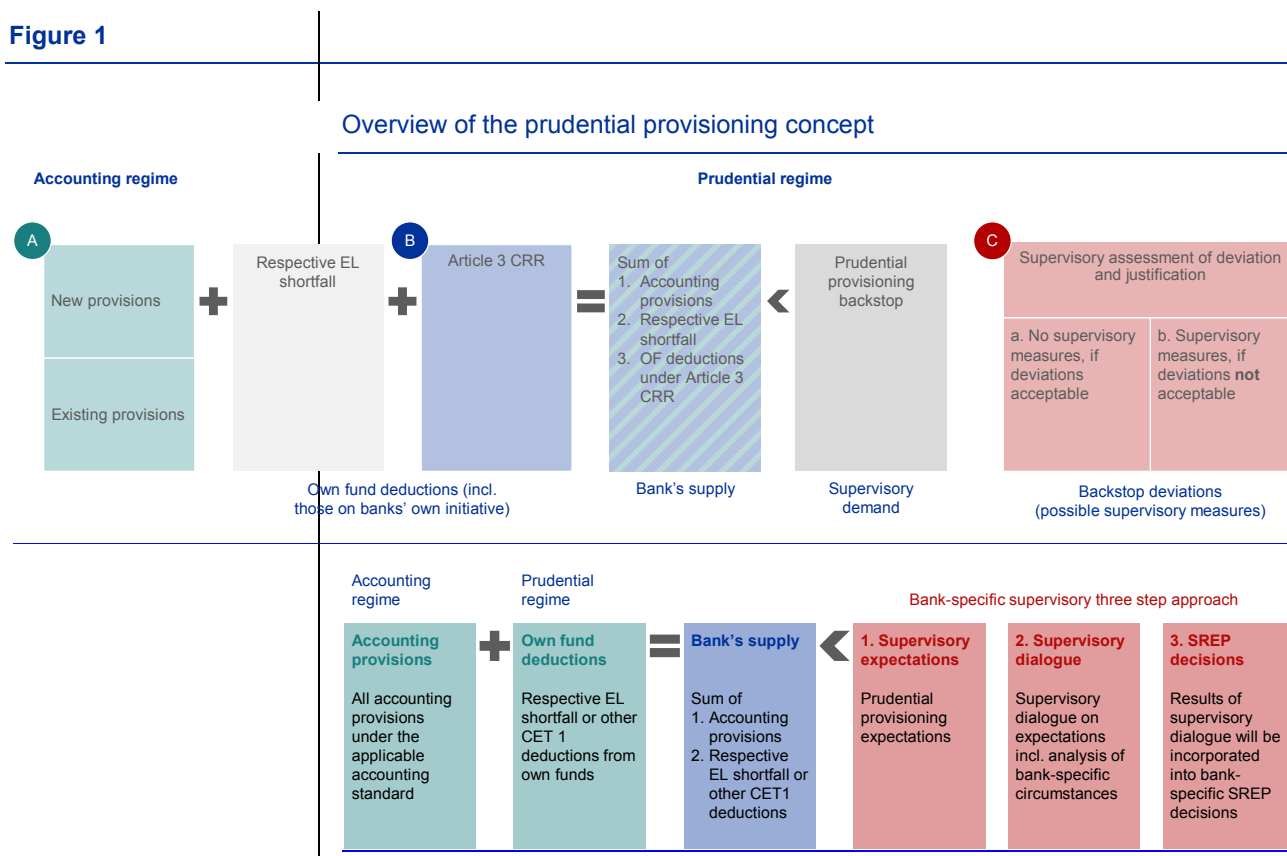 Figure 1
Overview of the prudential provisioning concept
Accounting regime
Prudential regime
A
New provisions
Existing provisions
Respective EL
shortfall
B
Article 3 CRR
Own fund deductions (incl.
those on banks' own initiative)
Sum of
1. Accounting
provisions
2. Respective EL
shortfall
3. OF deductions
under Article 3
CRR
Bank's supply
Prudential
provisioning
backstop
Supervisory
demand
C
Supervisory assessment of deviation
and justification
a. No supervisory
measures, if
deviations
acceptable
b. Supervisory
measures, if
deviations not
acceptable
Backstop deviations
(possible supervisory measures)
Accounting
regime
Prudential
regime
Bank-specific supervisory three step approach
Accounting
provisions
All accounting
provisions
under the
applicable
accounting
standard
Own fund
deductions
Respective EL
shortfall or other
CET 1
deductions from
own funds
Bank's supply
Sum of
1. Accounting
provisions
2. Respective
EL shortfall or
other CET1
deductions
1. Supervisory
expectations
Prudential
provisioning
expectations
2. Supervisory
dialogue
Supervisory
dialogue on
expectations
incl. analysis of
bank-specific
circumstances
3. SREP
decisions
Results of
supervisory
dialogue will be
incorporated
into bank-
specific SREP
decisions